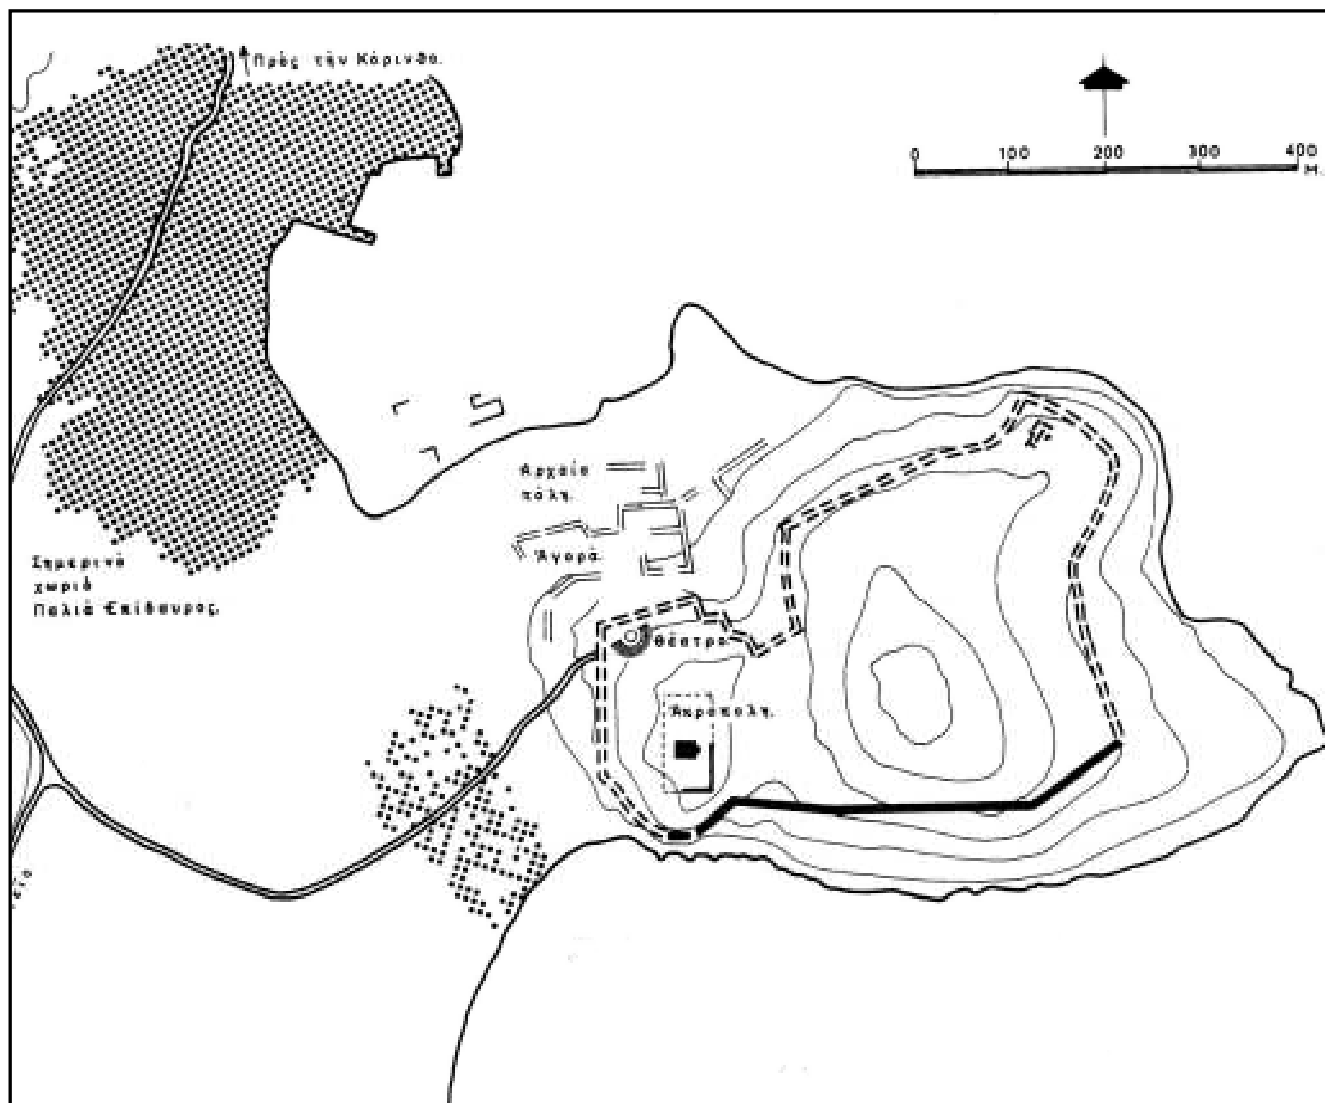 Πρὸς τὴν Κόρινθο.
0 100 200 300 400
Μ.
Ἀρχαία
πόλη.
Ἀγορά
Σημερινὸ
χωριὸ
Παλιὰ Ἐπίδαυρος.
Θέατρο
Ἀκρόπολη.